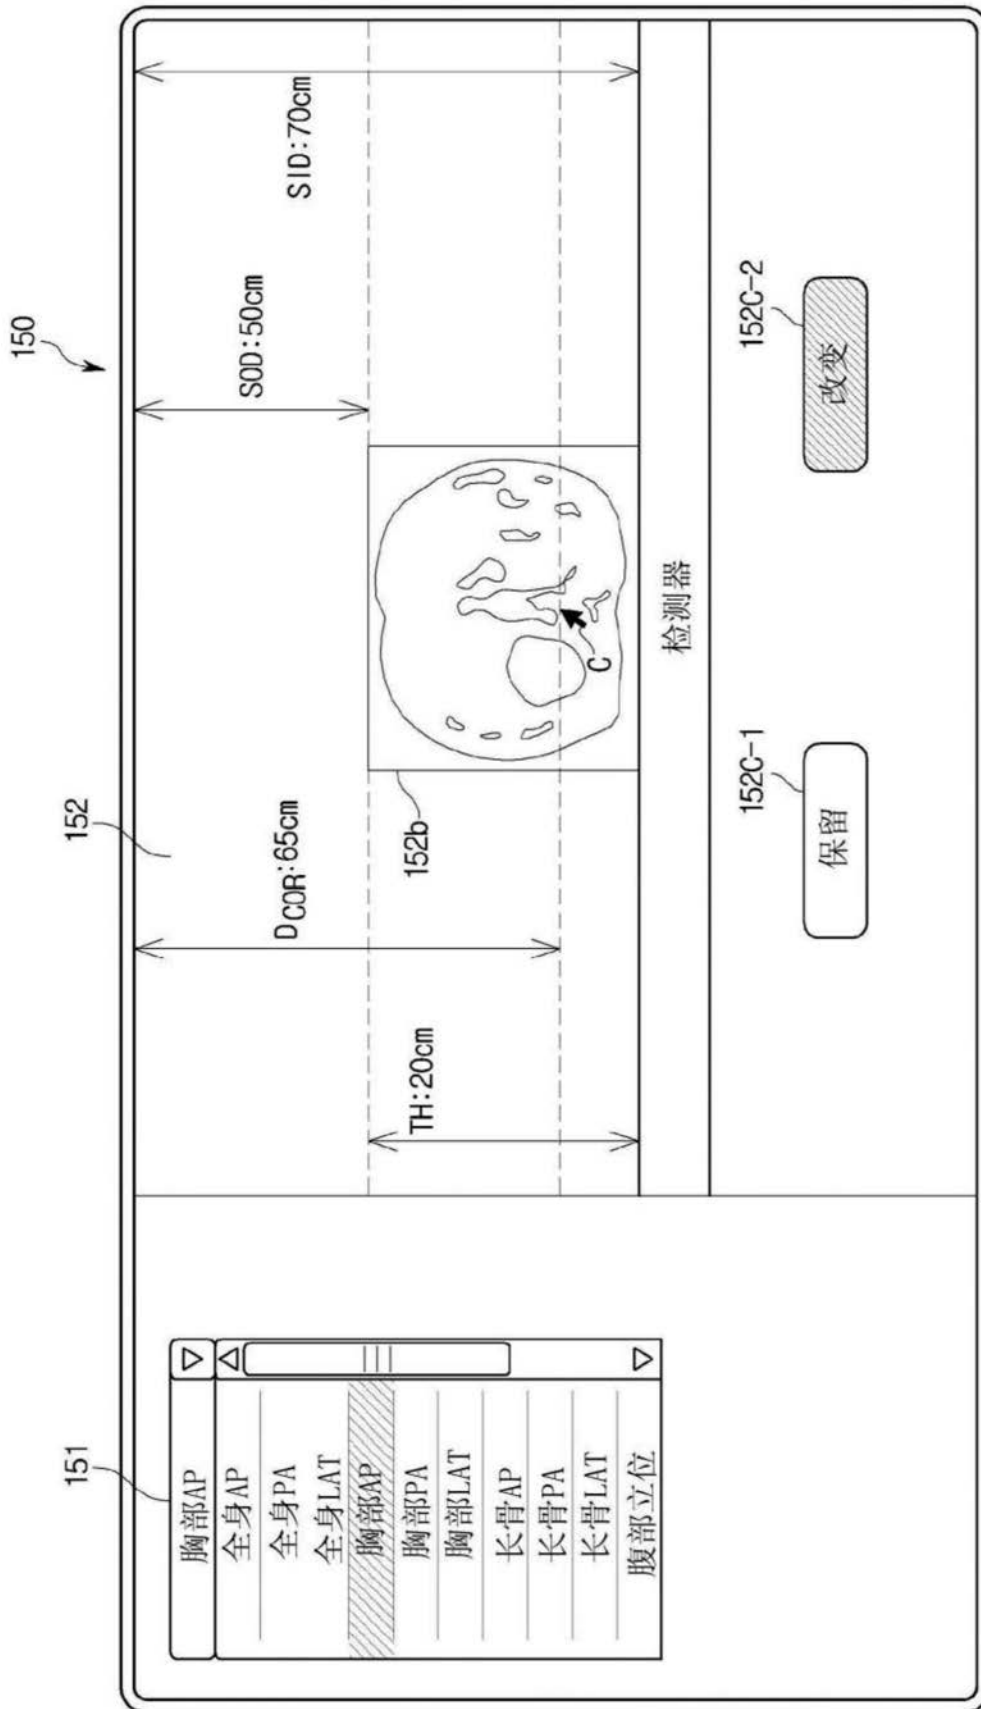 150
151
152
胸部AP
全身AP
全身PA
全身LAT
胸部AP
胸部PA
胸部LAT
长骨AP
长骨PA
长骨LAT
腹部立位
TH:20cm
DCOR:65cm
SOD:50cm
SID:70cm
152b
C
检测器
152C-1
保留
152C-2
改变